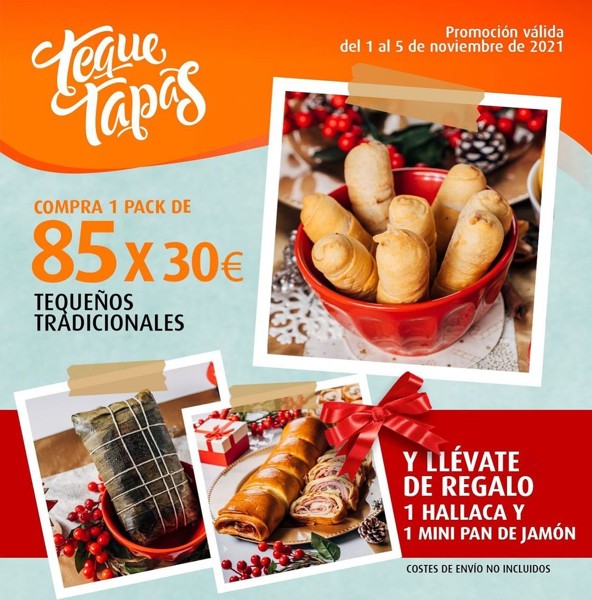 Teque
Tapas
Promoción válida
del 1 al 5 de noviembre de 2021
COMPRA 1 PACK DE
85 x 30€
TEQUEÑOS
TRADICIONALES
Y LLÉVATE
DE REGALO
1 HALLACA Y
1 MINI PAN DE JAMÓN
COSTES DE ENVÍO NO INCLUIDOS